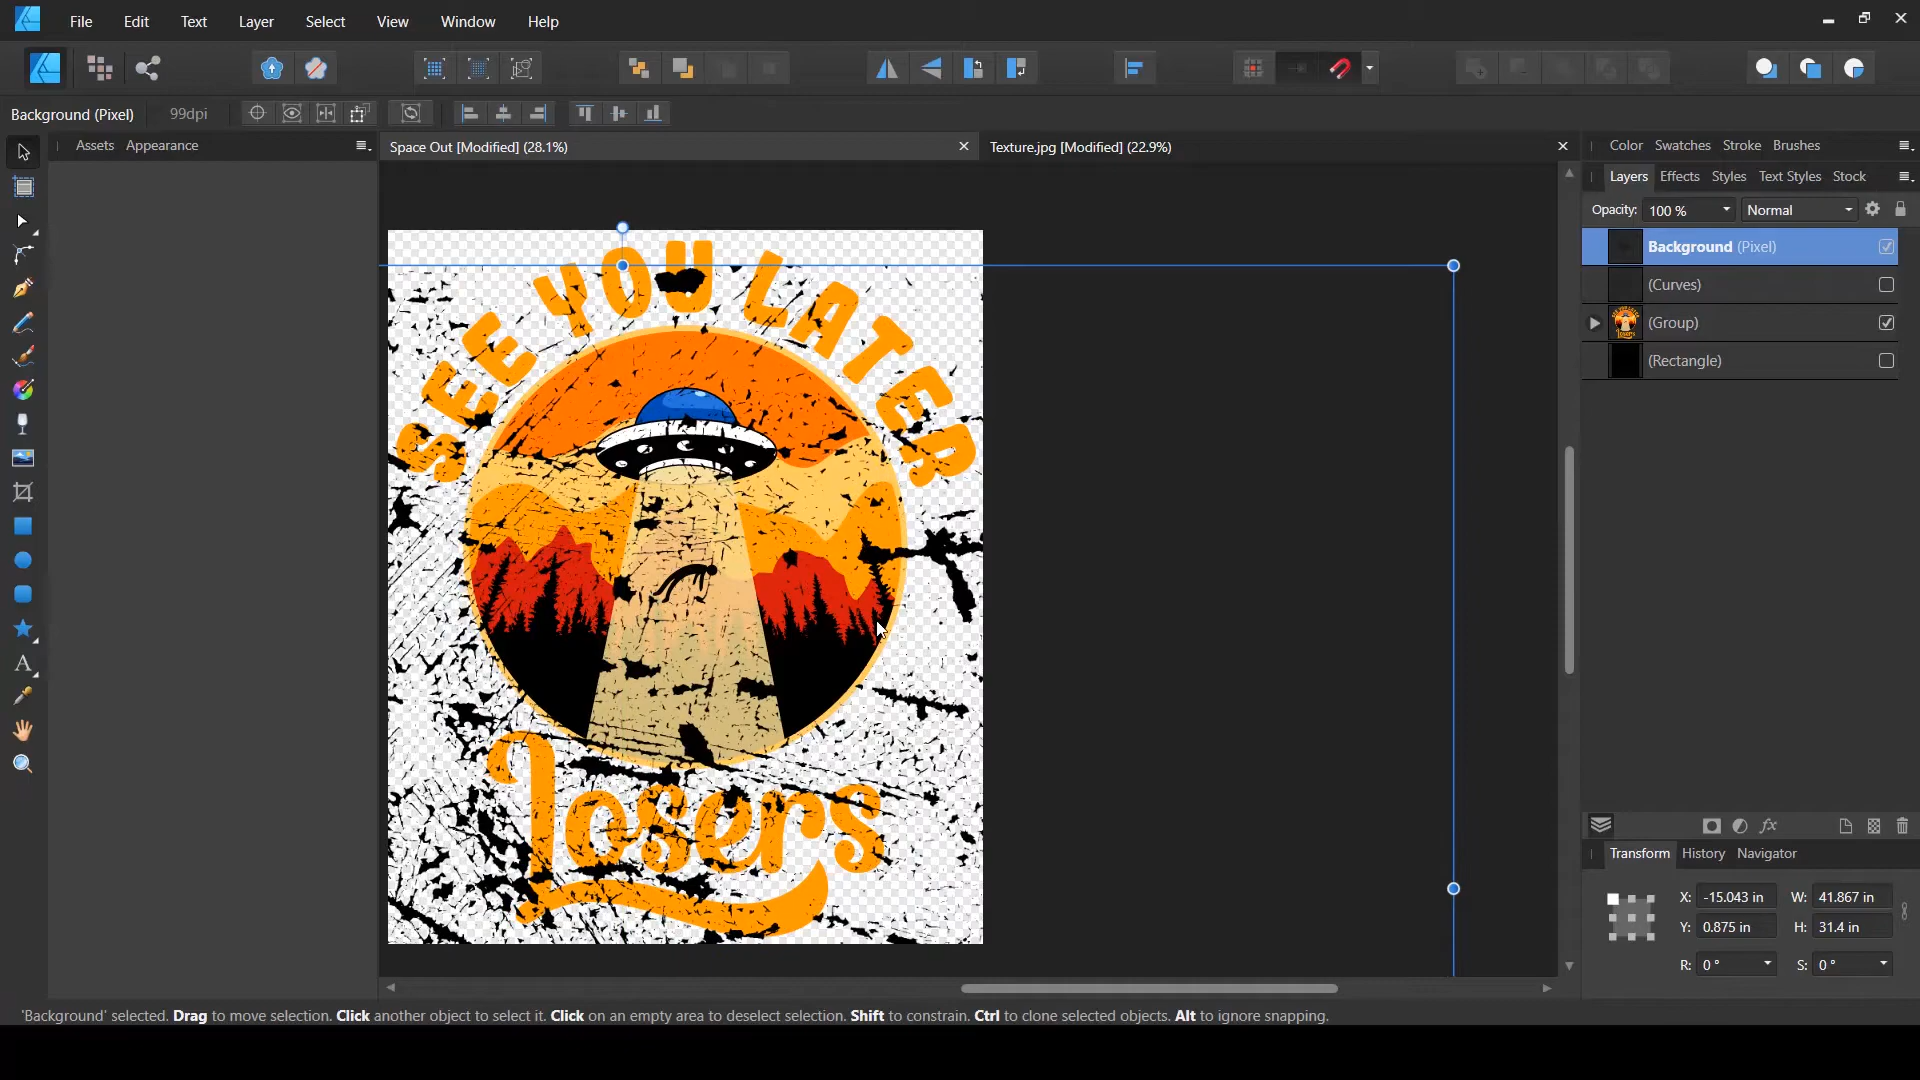 File Edit Text Layer Select View Window Help
Background (Pixel) 99dpi
Assets Appearance
Space Out [Modified] (28.1%)
Texture.jpg [Modified] (22.9%)
Color Swatches Stroke Brushes
Layers Effects Styles Text Styles Stock
Opacity: 100 % Normal
Background (Pixel)
(Curves)
(Group)
(Rectangle)
SEE YOU LATER
Losers
Transform History Navigator
X: -15.043 in W: 41.867 in
Y: 0.875 in H: 31.4 in
R: 0 ° S: 0 °
'Background' selected. Drag to move selection. Click another object to select it. Click on an empty area to deselect selection. Shift to constrain. Ctrl to clone selected objects. Alt to ignore snapping.